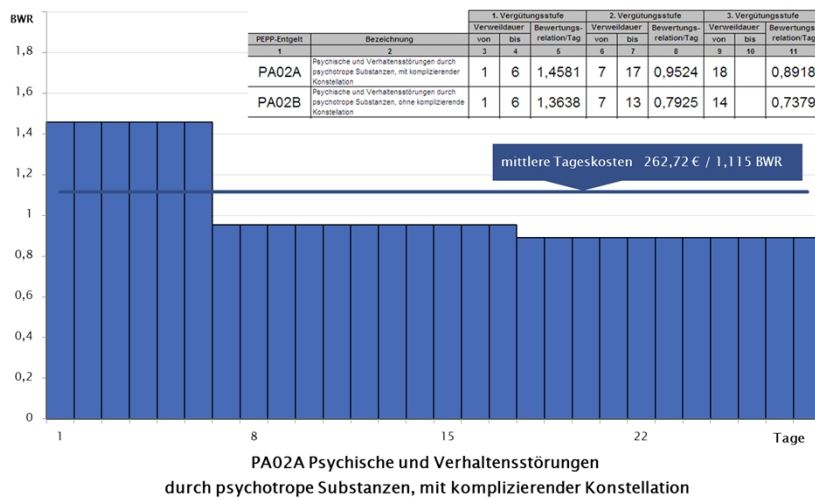 BWR
1,8
1,6
1,4
1,2
1
0,8
0,6
0,4
0,2
0
1. Vergütungsstufe 2. Vergütungsstufe 3. Vergütungsstufe
PEPP-Entgelt Bezeichnung Verweildauer Bewertungs-relation/Tag Verweildauer Bewertungs-relation/Tag Verweildauer Bewertungs-relation/Tag
von bis von bis von bis
1 2 3 4 5 6 7 8 9 10 11
PA02A Psychische und Verhaltensstörungen durch
psychotrope Substanzen, mit komplizierender
Konstellation
1 6 1,4581 7 17 0,9524 18 0,8918
PA02B Psychische und Verhaltensstörungen durch
psychotrope Substanzen, ohne komplizierende
Konstellation
1 6 1,3638 7 13 0,7925 14 0,7379
mittlere Tageskosten 262,72 € / 1,115 BWR
1 8 15 22 Tage
PA02A Psychische und Verhaltensstörungen
durch psychotrope Substanzen, mit komplizierender Konstellation